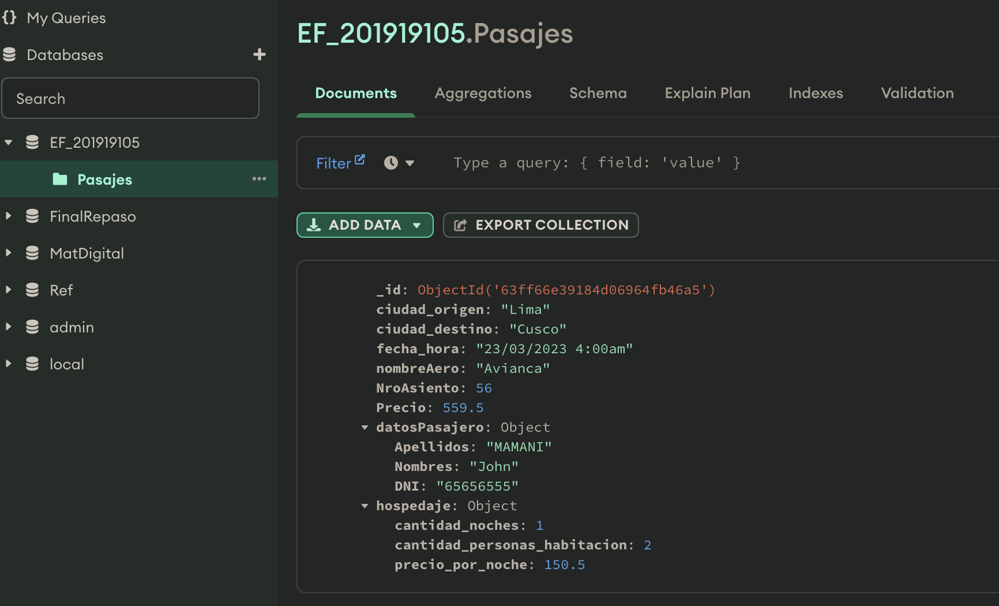 {} My Queries
Databases +
Search
EF_201919105
Pasajes
FinalRepaso
MatDigital
Ref
admin
local
EF_201919105.Pasajes
Documents Aggregations Schema Explain Plan Indexes Validation
Filter Type a query: { field: 'value' }
ADD DATA EXPORT COLLECTION
_id: ObjectId('63ff66e39184d06964fb46a5')
ciudad_origen: "Lima"
ciudad_destino: "Cusco"
fecha_hora: "23/03/2023 4:00am"
nombreAero: "Avianca"
NroAsiento: 56
Precio: 559.5
datosPasajero: Object
Apellidos: "MAMANI"
Nombres: "John"
DNI: "65656555"
hospedaje: Object
cantidad_noches: 1
cantidad_personas_habitacion: 2
precio_por_noche: 150.5